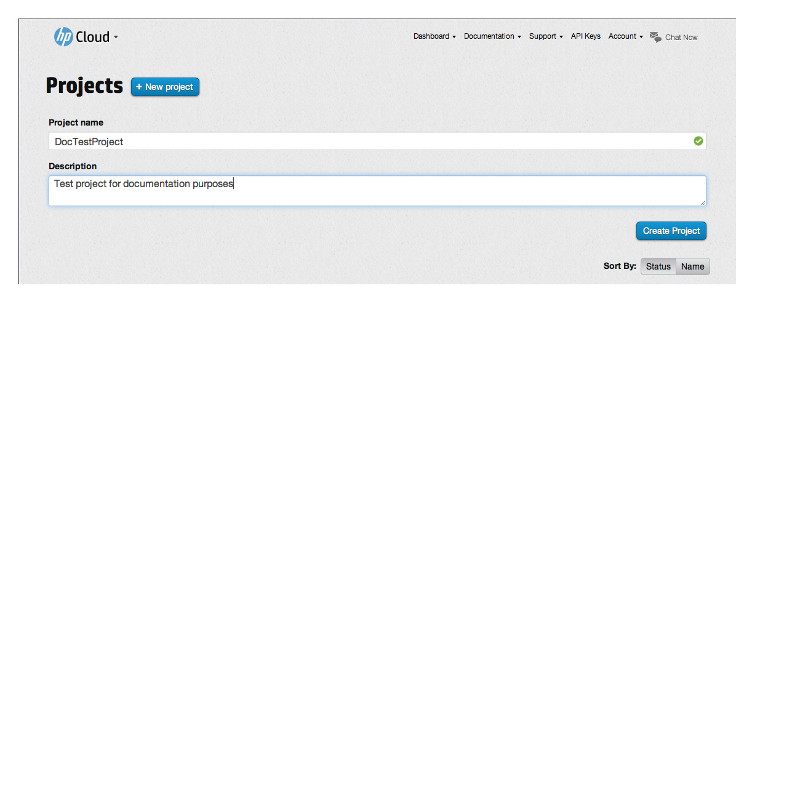 hp Cloud
Dashboard Documentation Support API Keys Account Chat Now
Projects + New project
Project name
DocTestProject
Description
Test project for documentation purposes
Create Project
Sort By: Status Name